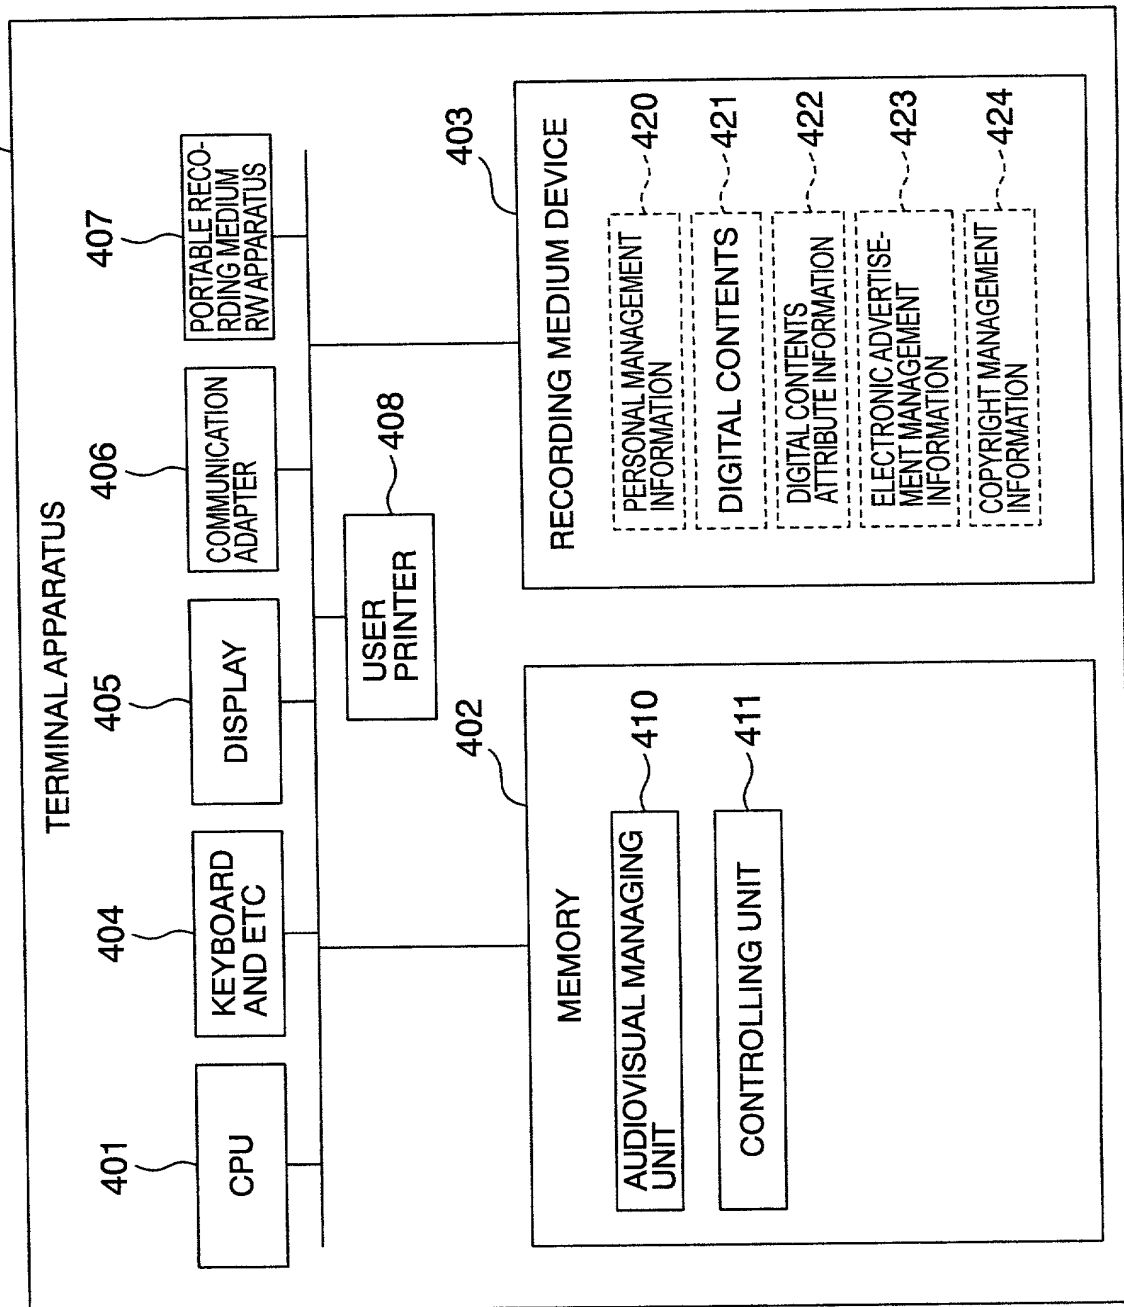 TERMINAL APPARATUS
401
CPU
404
KEYBOARD
AND ETC
405
DISPLAY
406
COMMUNICATION
ADAPTER
407
PORTABLE RECO-
RDING MEDIUM
RW APPARATUS
408
USER
PRINTER
402
MEMORY
AUDIOVISUAL MANAGING
UNIT
410
CONTROLLING UNIT
411
403
RECORDING MEDIUM DEVICE
PERSONAL MANAGEMENT
INFORMATION
420
DIGITAL CONTENTS
421
DIGITAL CONTENTS
ATTRIBUTE INFORMATION
422
ELECTRONIC ADVERTISE-
MENT MANAGEMENT
INFORMATION
423
COPYRIGHT MANAGEMENT
INFORMATION
424